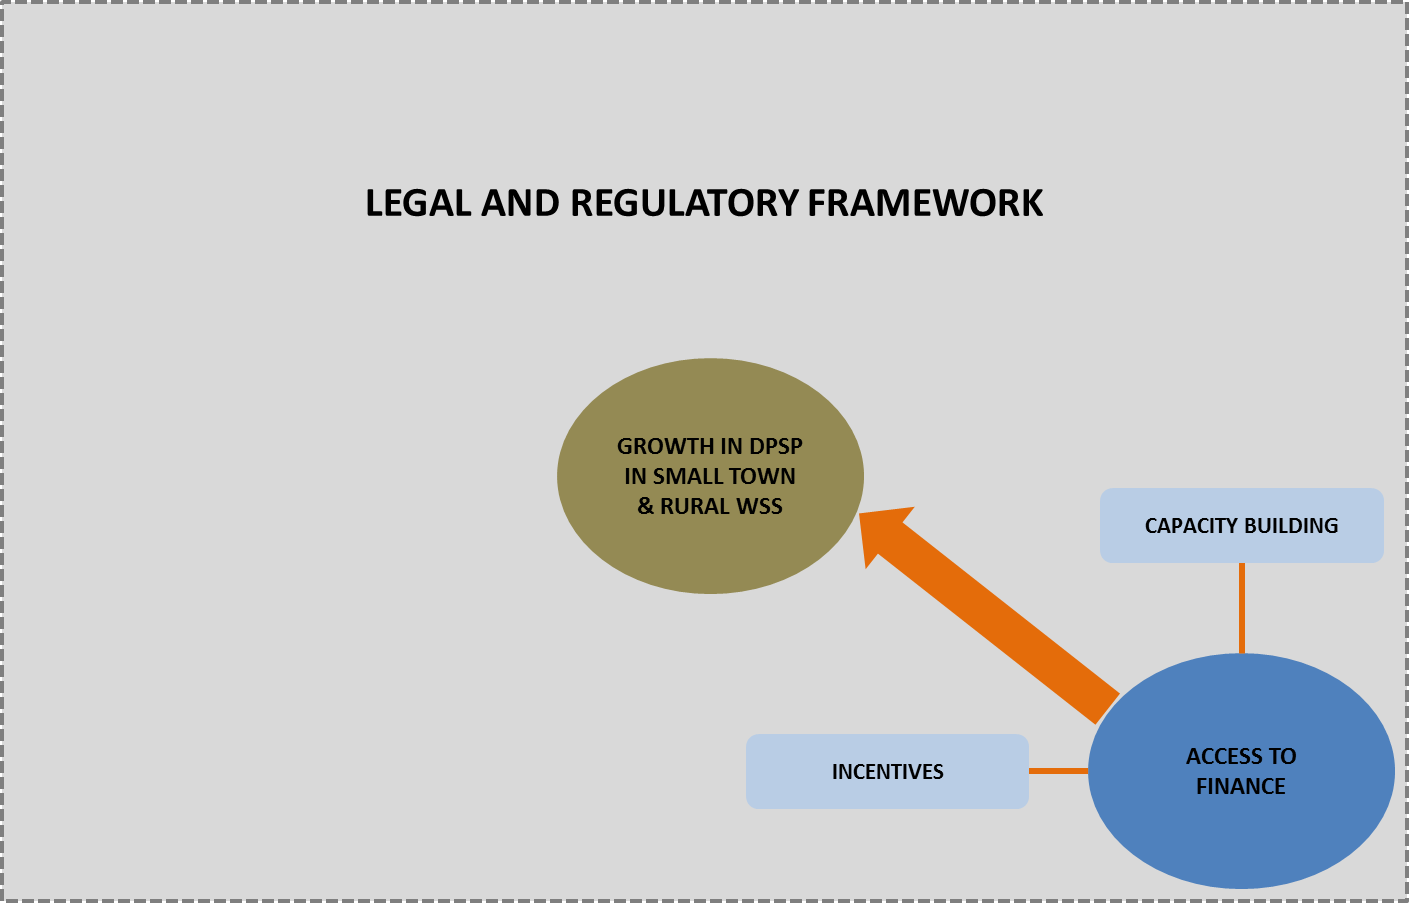 LEGAL AND REGULATORY FRAMEWORK
GROWTH IN DPSP
IN SMALL TOWN
& RURAL WSS
CAPACITY BUILDING
INCENTIVES
ACCESS TO
FINANCE